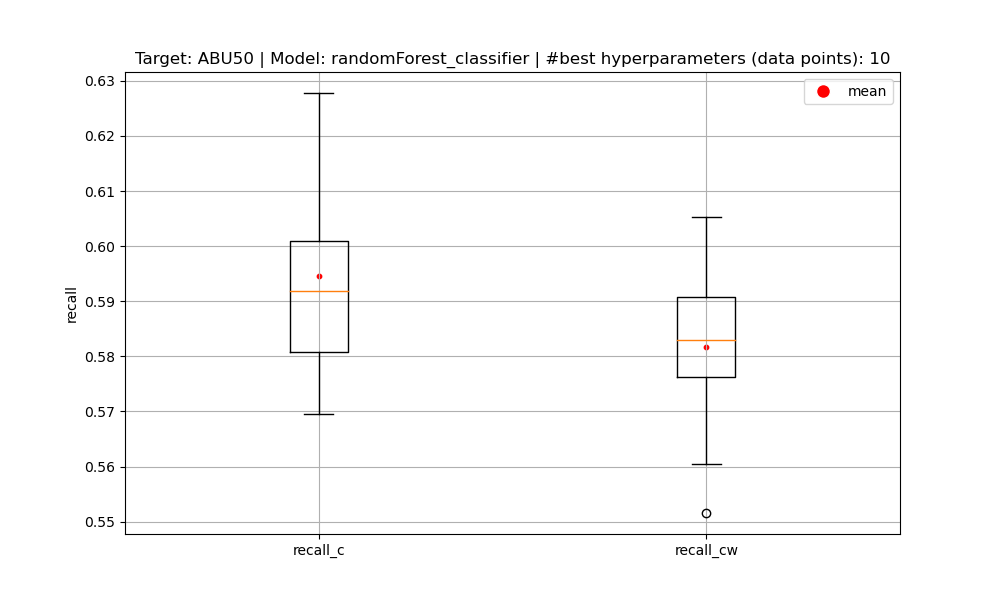 Target: ABU50 | Model: randomForest_classifier | #best hyperparameters (data points): 10
mean
0.63
0.62
0.61
0.60
0.59
0.58
0.57
0.56
0.55
recall
recall_c
recall_cw